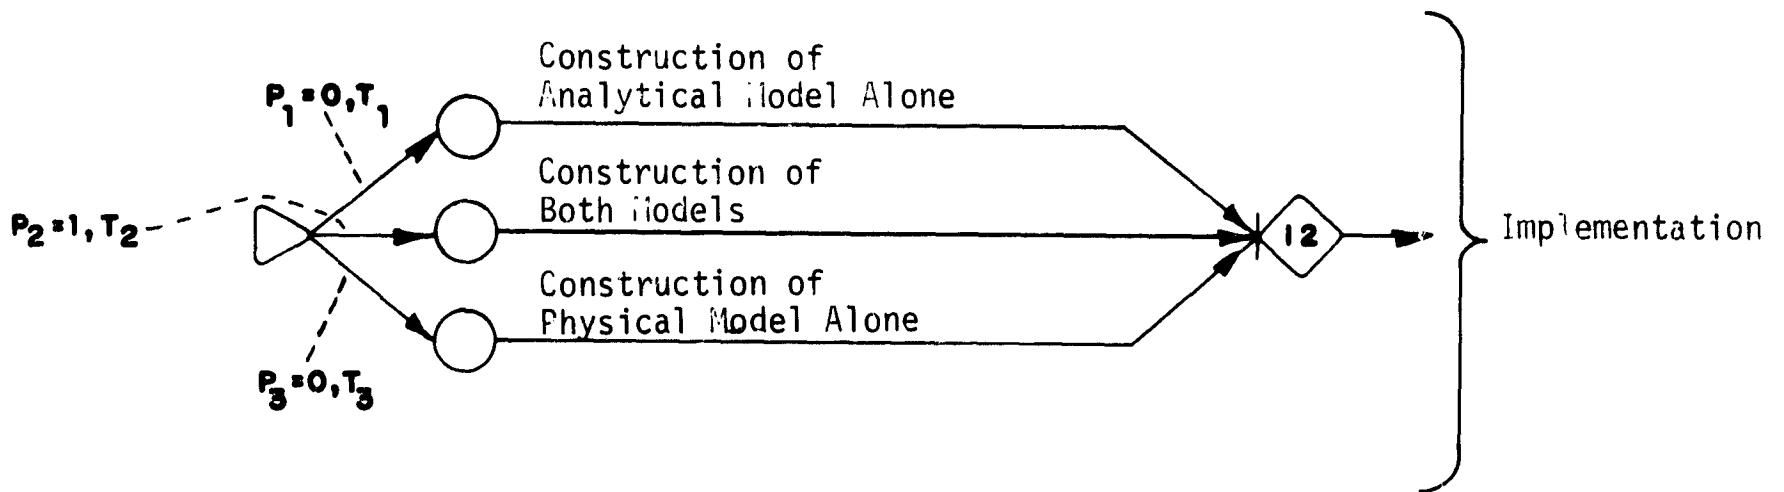 Construction of
Analytical Model Alone
P₁=0,T₁
Construction of
Both Models
P₂=1,T₂
12
Implementation
Construction of
Physical Model Alone
P₃=0,T₃